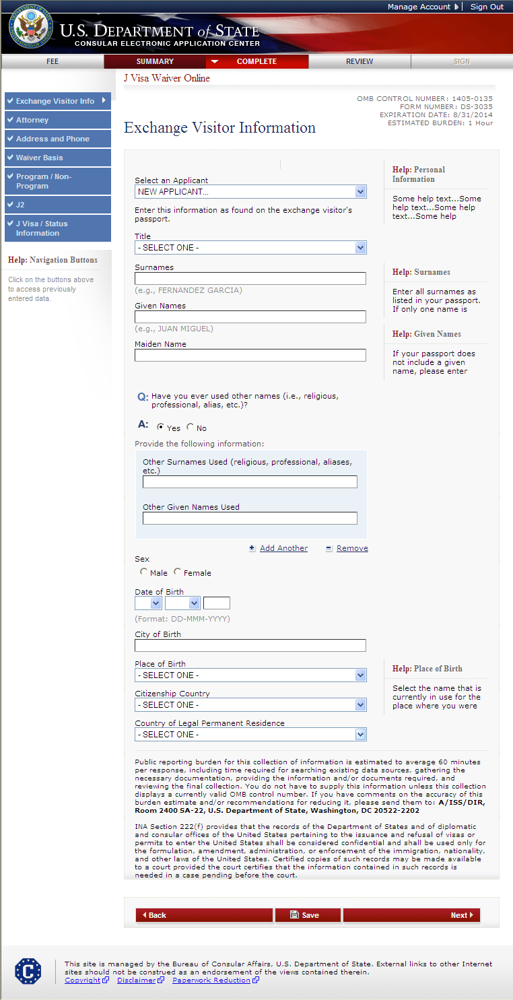 Manage Account | Sign Out
U.S. DEPARTMENT of STATE
CONSULAR ELECTRONIC APPLICATION CENTER
FEE SUMMARY COMPLETE REVIEW SIGN
J Visa Waiver Online
OMB CONTROL NUMBER: 1405-0135
FORM NUMBER: DS-3035
EXPIRATION DATE: 8/31/2014
ESTIMATED BURDEN: 1 Hour
Exchange Visitor Information
Exchange Visitor Info
Attorney
Address and Phone
Waiver Basis
Program / Non-
Program
J2
J Visa / Status
Information
Help: Navigation Buttons
Click on the buttons above
to access previously
entered data.
Select an Applicant
NEW APPLICANT...
Enter this information as found on the exchange visitor's
passport.
Help: Personal
Information
Some help text...Some
help text...Some help
text...Some help
Title
- SELECT ONE -
Surnames
(e.g., FERNANDEZ GARCIA)
Help: Surnames
Enter all surnames as
listed in your passport.
If only one name is
Given Names
(e.g., JUAN MIGUEL)
Help: Given Names
If your passport does
not include a given
name, please enter
Maiden Name
Q: Have you ever used other names (i.e., religious,
professional, alias, etc.)?
A: Yes No
Provide the following information:
Other Surnames Used (religious, professional, aliases,
etc.)
Other Given Names Used
Add Another Remove
Sex
Male Female
Date of Birth
(Format: DD-MMM-YYYY)
City of Birth
Place of Birth
- SELECT ONE -
Help: Place of Birth
Select the name that is
currently in use for the
place where you were
Citizenship Country
- SELECT ONE -
Country of Legal Permanent Residence
- SELECT ONE -
Public reporting burden for this collection of information is estimated to average 60 minutes
per response, including time required for searching existing data sources, gathering the
necessary documentation, providing the information and/or documents required, and
reviewing the final collection. You do not have to supply this information unless this collection
displays a currently valid OMB control number. If you have comments on the accuracy of this
burden estimate and/or recommendations for reducing it, please send them to: A/ISS/DIR,
Room 2400 SA-22, U.S. Department of State, Washington, DC 20522-2202
INA Section 222(f) provides that the records of the Department of States and of diplomatic
and consular offices of the United States pertaining to the issuance and refusal of visas or
permits to enter the United States shall be considered confidential and shall be used only for
the formulation, amendment, administration, or enforcement of the immigration, nationality,
and other laws of the United States. Certified copies of such records may be made available
to a court provided the court certifies that the information contained in such records is
needed in a case pending before the court.
Back Save Next
C
This site is managed by the Bureau of Consular Affairs, U.S. Department of State. External links to other Internet
sites should not be construed as an endorsement of the views contained therein.
Copyright Disclaimer Paperwork Reduction